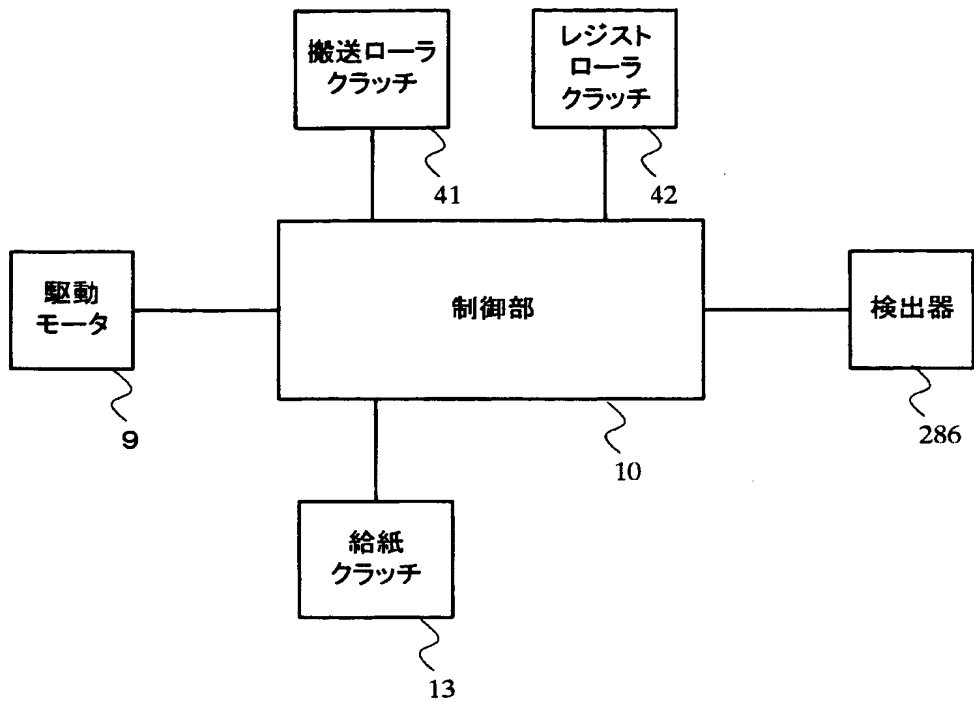 搬送ローラ
クラッチ
41
レジスト
ローラ
クラッチ
42
駆動
モータ
9
制御部
10
検出器
286
給紙
クラッチ
13